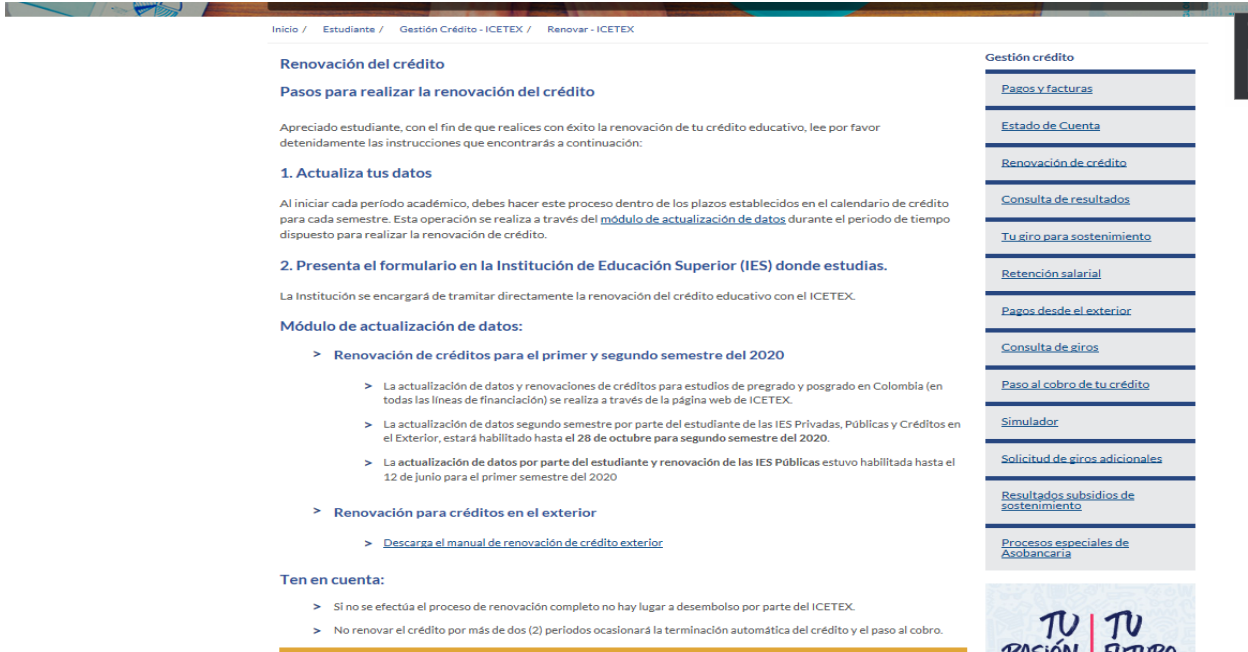 Inicio / Estudiante / Gestión Crédito - ICETEX / Renovar - ICETEX
Renovación del crédito
Pasos para realizar la renovación del crédito
Apreciado estudiante, con el fin de que realices con éxito la renovación de tu crédito educativo, lee por favor
detenidamente las instrucciones que encontrarás a continuación:
1. Actualiza tus datos
Al iniciar cada período académico, debes hacer este proceso dentro de los plazos establecidos en el calendario de crédito
para cada semestre. Esta operación se realiza a través del módulo de actualización de datos durante el periodo de tiempo
dispuesto para realizar la renovación de crédito.
2. Presenta el formulario en la Institución de Educación Superior (IES) donde estudias.
La Institución se encargará de tramitar directamente la renovación del crédito educativo con el ICETEX.
Módulo de actualización de datos:
> Renovación de créditos para el primer y segundo semestre del 2020
> La actualización de datos y renovaciones de créditos para estudios de pregrado y posgrado en Colombia (en
todas las líneas de financiación) se realiza a través de la página web de ICETEX.
> La actualización de datos segundo semestre por parte del estudiante de las IES Privadas, Públicas y Créditos en
el Exterior, estará habilitado hasta el 28 de octubre para segundo semestre del 2020.
> La actualización de datos por parte del estudiante y renovación de las IES Públicas estuvo habilitada hasta el
12 de junio para el primer semestre del 2020
> Renovación para créditos en el exterior
> Descarga el manual de renovación de crédito exterior
Ten en cuenta:
> Si no se efectúa el proceso de renovación completo no hay lugar a desembolso por parte del ICETEX.
> No renovar el crédito por más de dos (2) periodos ocasionará la terminación automática del crédito y el paso al cobro.
Gestión crédito
Pagos y facturas
Estado de Cuenta
Renovación de crédito
Consulta de resultados
Tu giro para sostenimiento
Retención salarial
Pagos desde el exterior
Consulta de giros
Paso al cobro de tu crédito
Simulador
Solicitud de giros adicionales
Resultados subsidios de
sostenimiento
Procesos especiales de
Asobancaria
TU | TU
PASIÓN | FUTURO